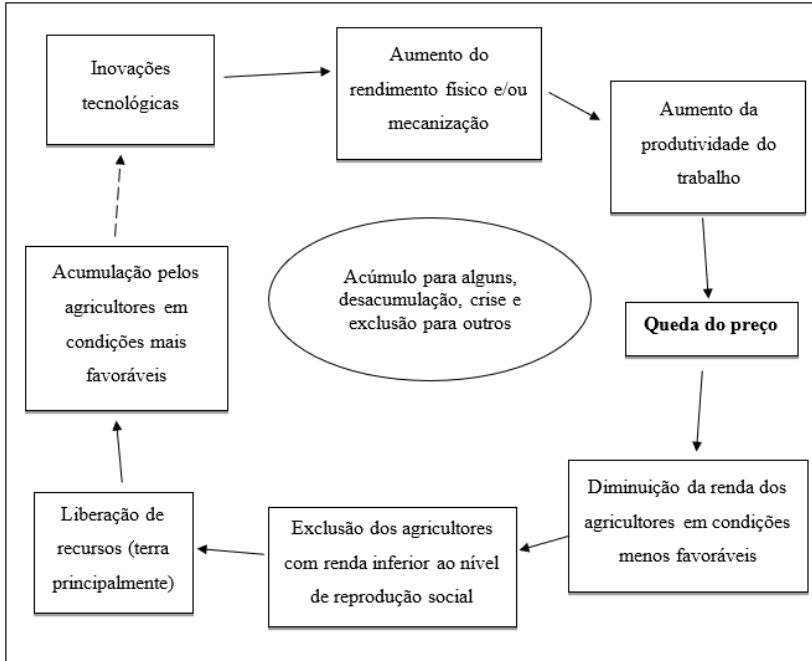 Inovações
tecnológicas
Aumento do
rendimento físico e/ou
mecanização
Aumento da
produtividade do
trabalho
Queda do preço
Diminuição da renda dos
agricultores em condições
menos favoráveis
Exclusão dos agricultores
com renda inferior ao nível
de reprodução social
Liberação de
recursos (terra
principalmente)
Acumulação pelos
agricultores em
condições mais
favoráveis
Acúmulo para alguns,
desacumulação, crise e
exclusão para outros